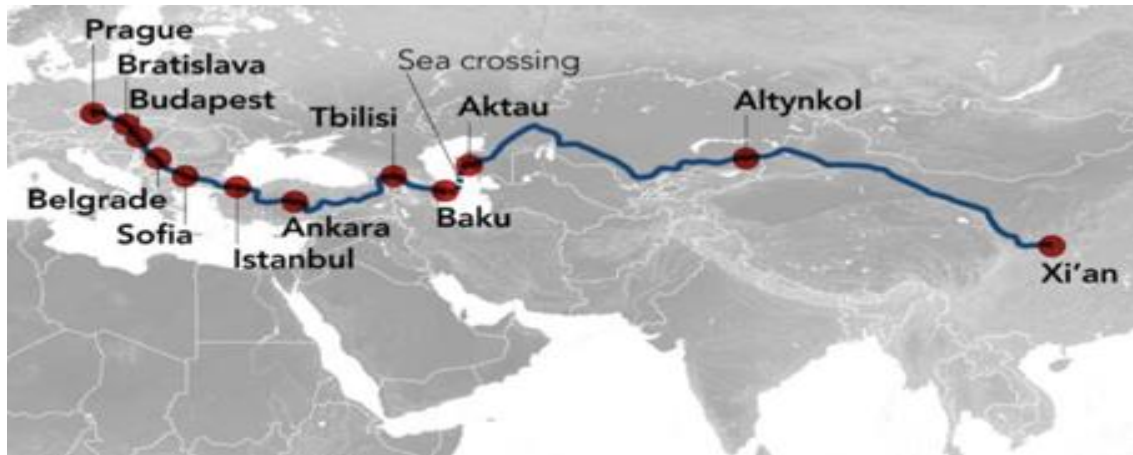 Prague
Bratislava
Budapest
Sea crossing
Tbilisi
Aktau
Altynkol
Belgrade
Sofia
Istanbul
Ankara
Baku
Xi'an